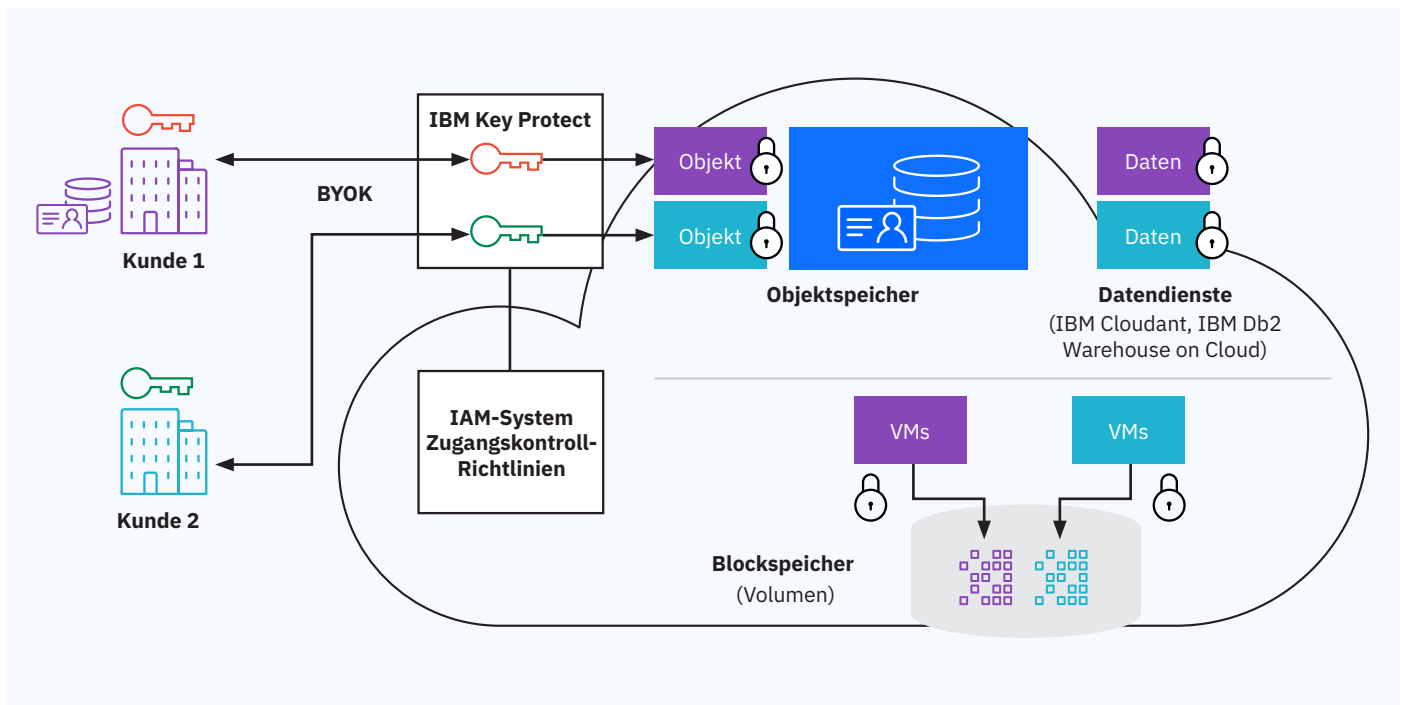 IBM Key Protect
BYOK
Kunde 1
Kunde 2
IAM-System
Zugangskontroll-
Richtlinien
Objekt
Objekt
Objektspeicher
Daten
Daten
Datendienste
(IBM Cloudant, IBM Db2
Warehouse on Cloud)
VMs
VMs
Blockspeicher
(Volumen)